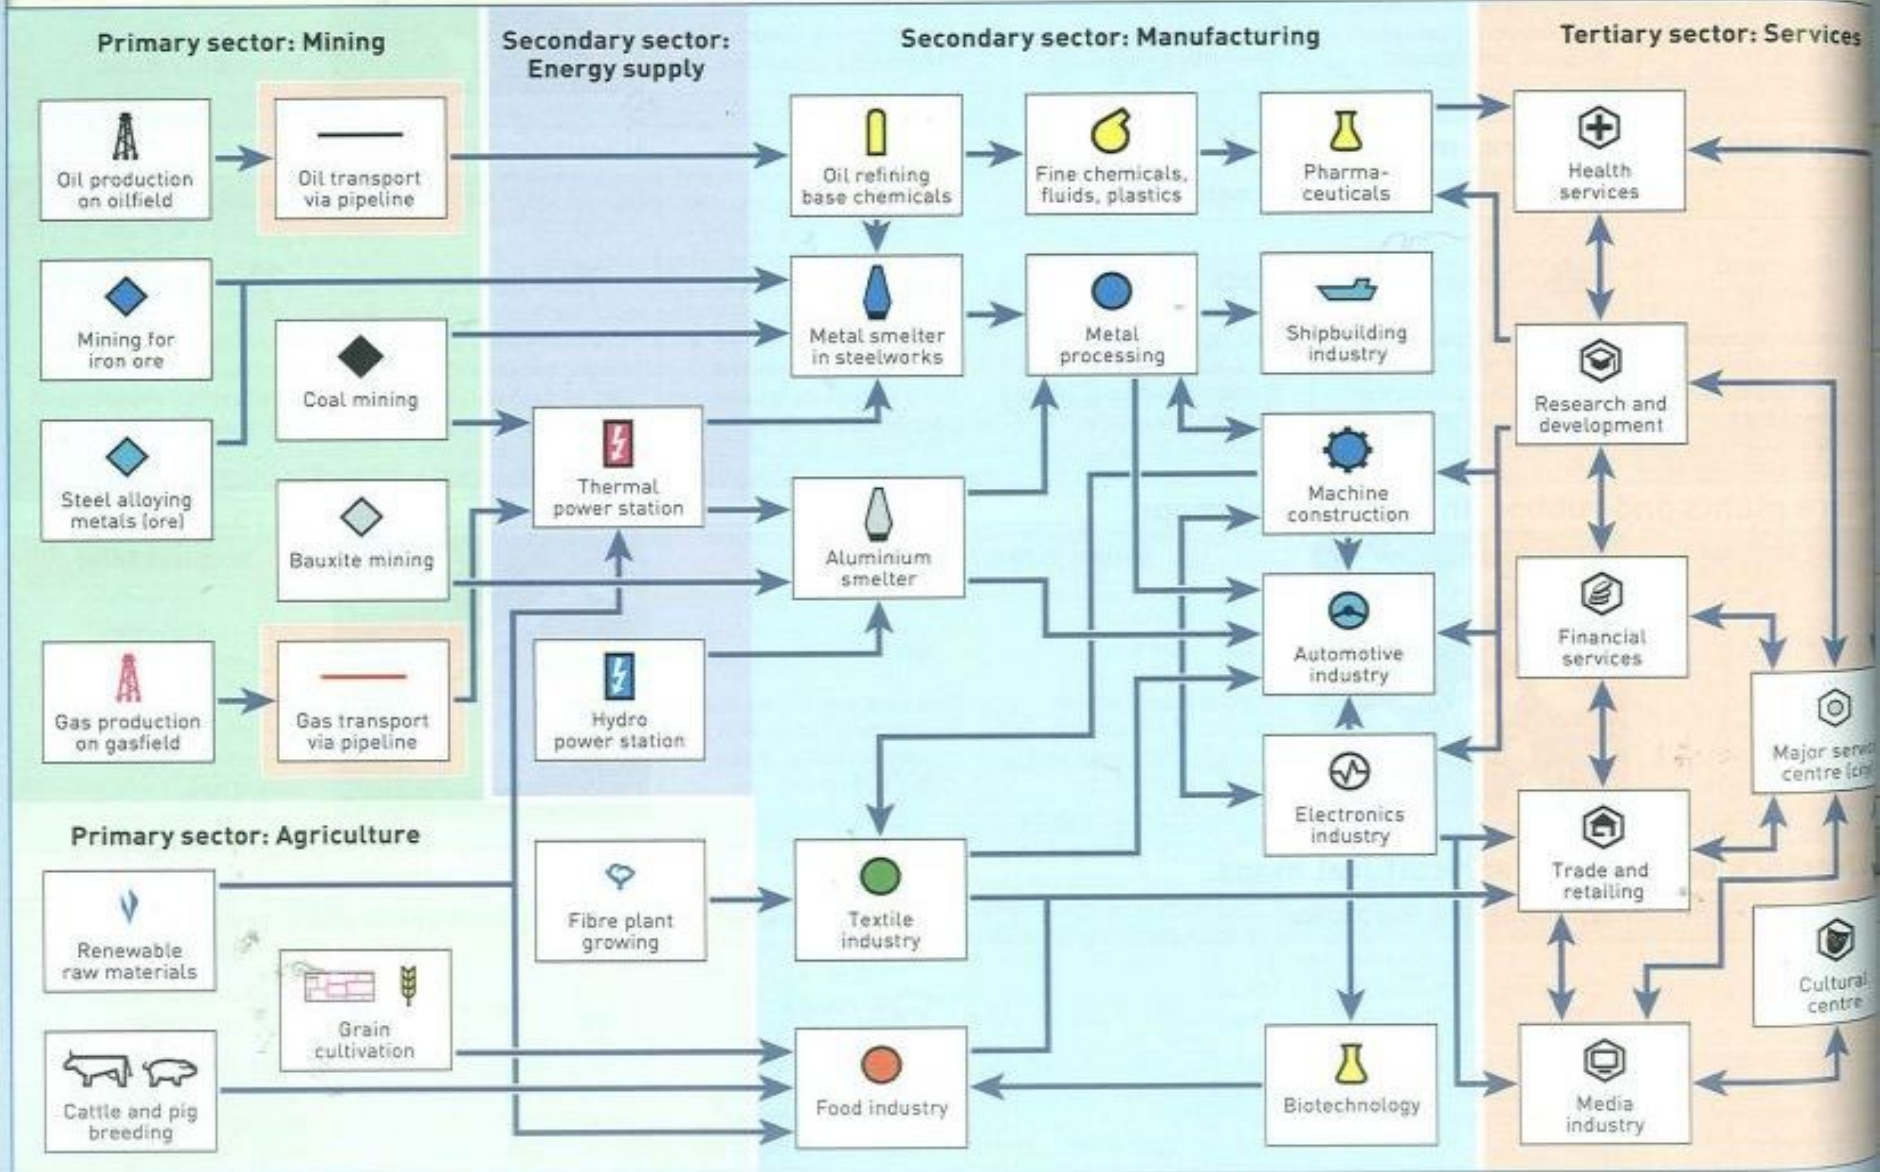 Primary sector: Mining
Secondary sector:
Energy supply
Secondary sector: Manufacturing
Tertiary sector: Services
Oil production
on oilfield
Oil transport
via pipeline
Oil refining
base chemicals
Fine chemicals,
fluids, plastics
Pharma-
ceuticals
Health
services
Mining for
iron ore
Coal mining
Metal smelter
in steelworks
Metal
processing
Shipbuilding
industry
Research and
development
Steel alloying
metals (ore)
Bauxite mining
Thermal
power station
Aluminium
smelter
Machine
construction
Automotive
industry
Financial
services
Gas production
on gasfield
Gas transport
via pipeline
Hydro
power station
Electronics
industry
Major
centre
Primary sector: Agriculture
Renewable
raw materials
Fibre plant
growing
Textile
industry
Trade and
retailing
Cultural
centre
Grain
cultivation
Cattle and pig
breeding
Food industry
Biotechnology
Media
industry